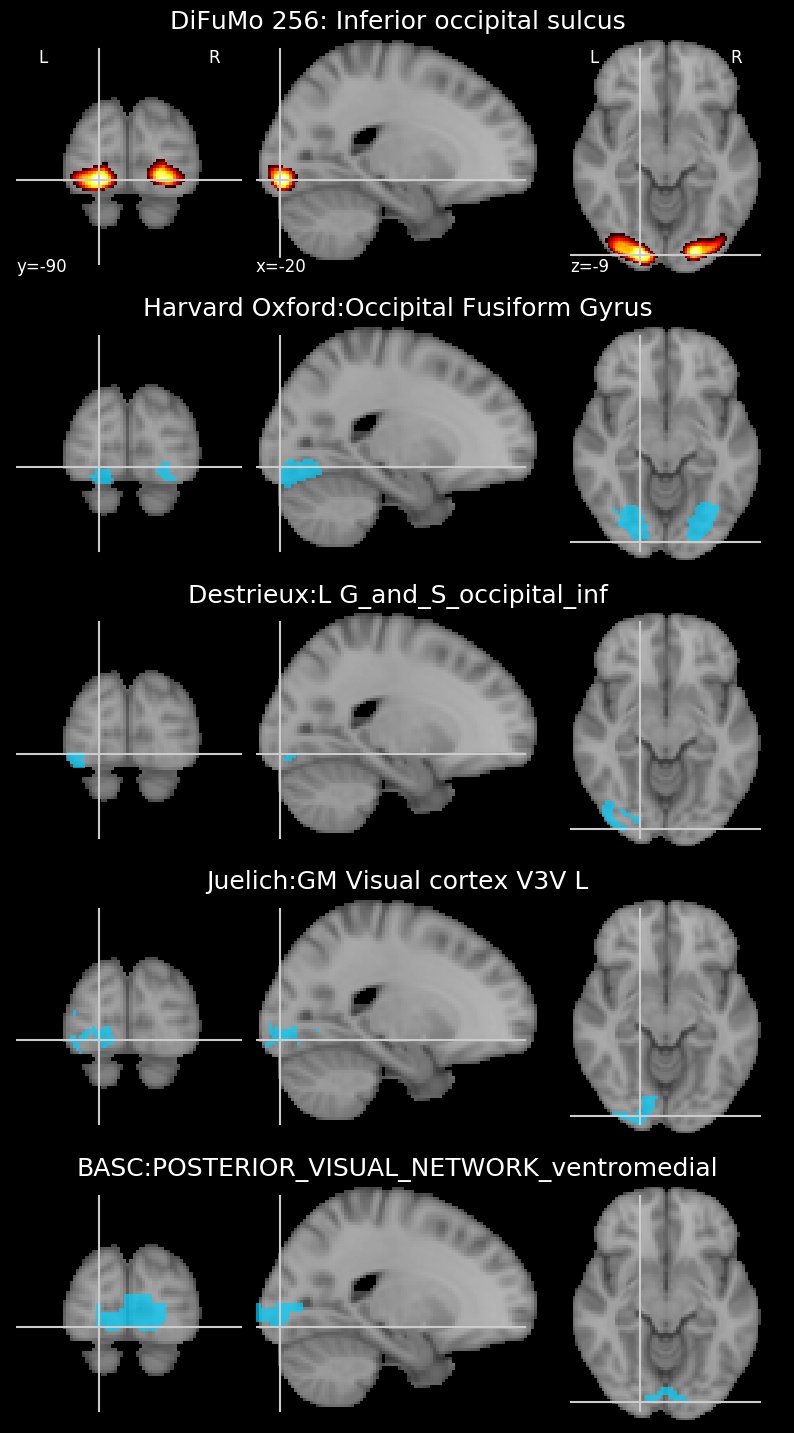 DiFuMo 256: Inferior occipital sulcus
L R L R
y=-90 x=-20 z=-9
Harvard Oxford:Occipital Fusiform Gyrus
Destrieux:L G_and_S_occipital_inf
Juelich:GM Visual cortex V3V L
BASC:POSTERIOR_VISUAL_NETWORK_ventromedial